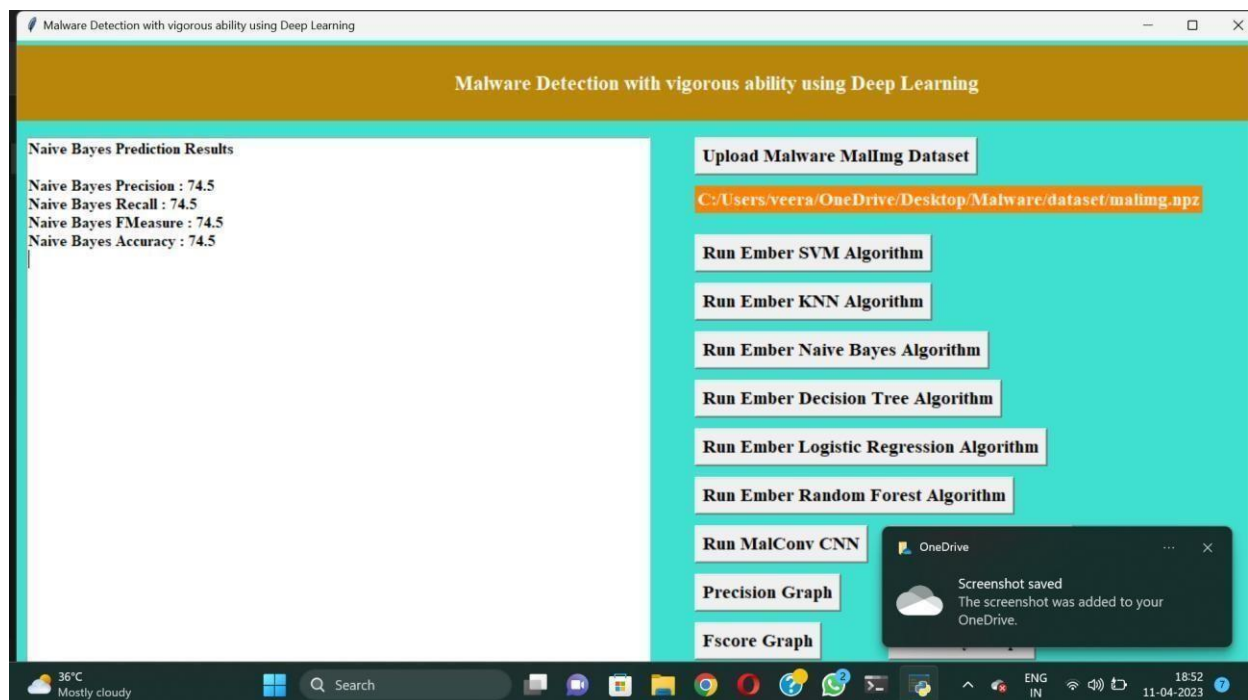 Malware Detection with vigorous ability using Deep Learning
Malware Detection with vigorous ability using Deep Learning
Naive Bayes Prediction Results
Naive Bayes Precision : 74.5
Naive Bayes Recall : 74.5
Naive Bayes FMeasure : 74.5
Naive Bayes Accuracy : 74.5
Upload Malware MalImg Dataset
C:/Users/veera/OneDrive/Desktop/Malware/dataset/malimg.npz
Run Ember SVM Algorithm
Run Ember KNN Algorithm
Run Ember Naive Bayes Algorithm
Run Ember Decision Tree Algorithm
Run Ember Logistic Regression Algorithm
Run Ember Random Forest Algorithm
Run MalConv CNN
Precision Graph
Fscore Graph
OneDrive
Screenshot saved
The screenshot was added to your
OneDrive.
36°C
Mostly cloudy
Search
2
ENG
IN
18:52
11-04-2023
7